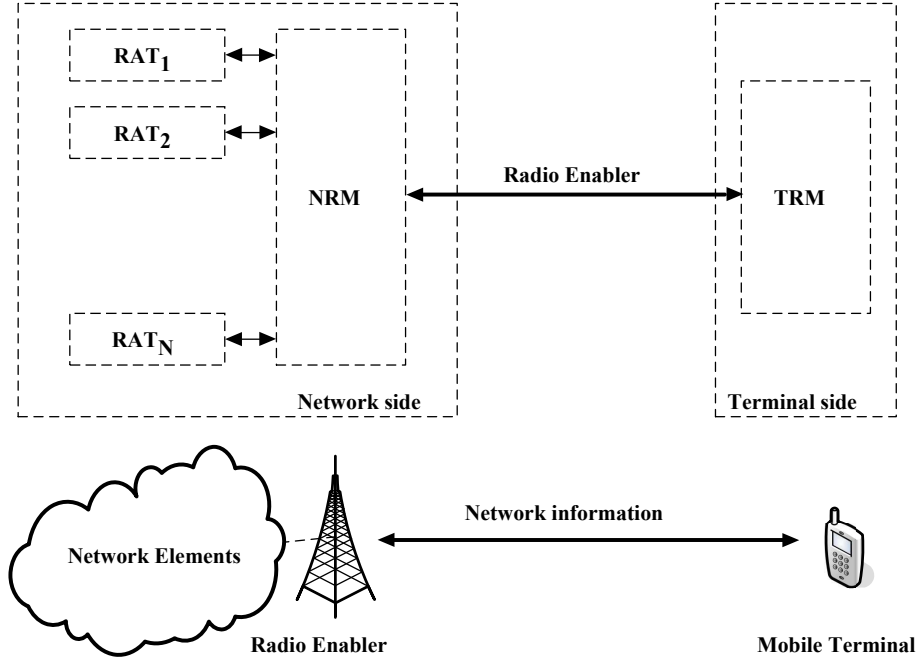 RAT1
RAT2
Radio Enabler
NRM
TRM
RATN
Network side
Terminal side
Network information
Network Elements
Radio Enabler
Mobile Terminal